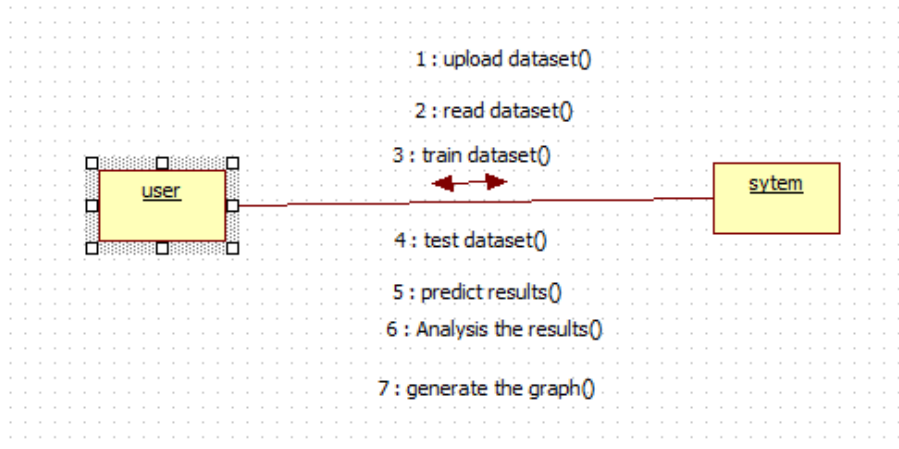 1 : upload dataset()
2 : read dataset()
3 : train dataset()
user
sytem
4 : test dataset()
5 : predict results()
6 : Analysis the results()
7 : generate the graph()